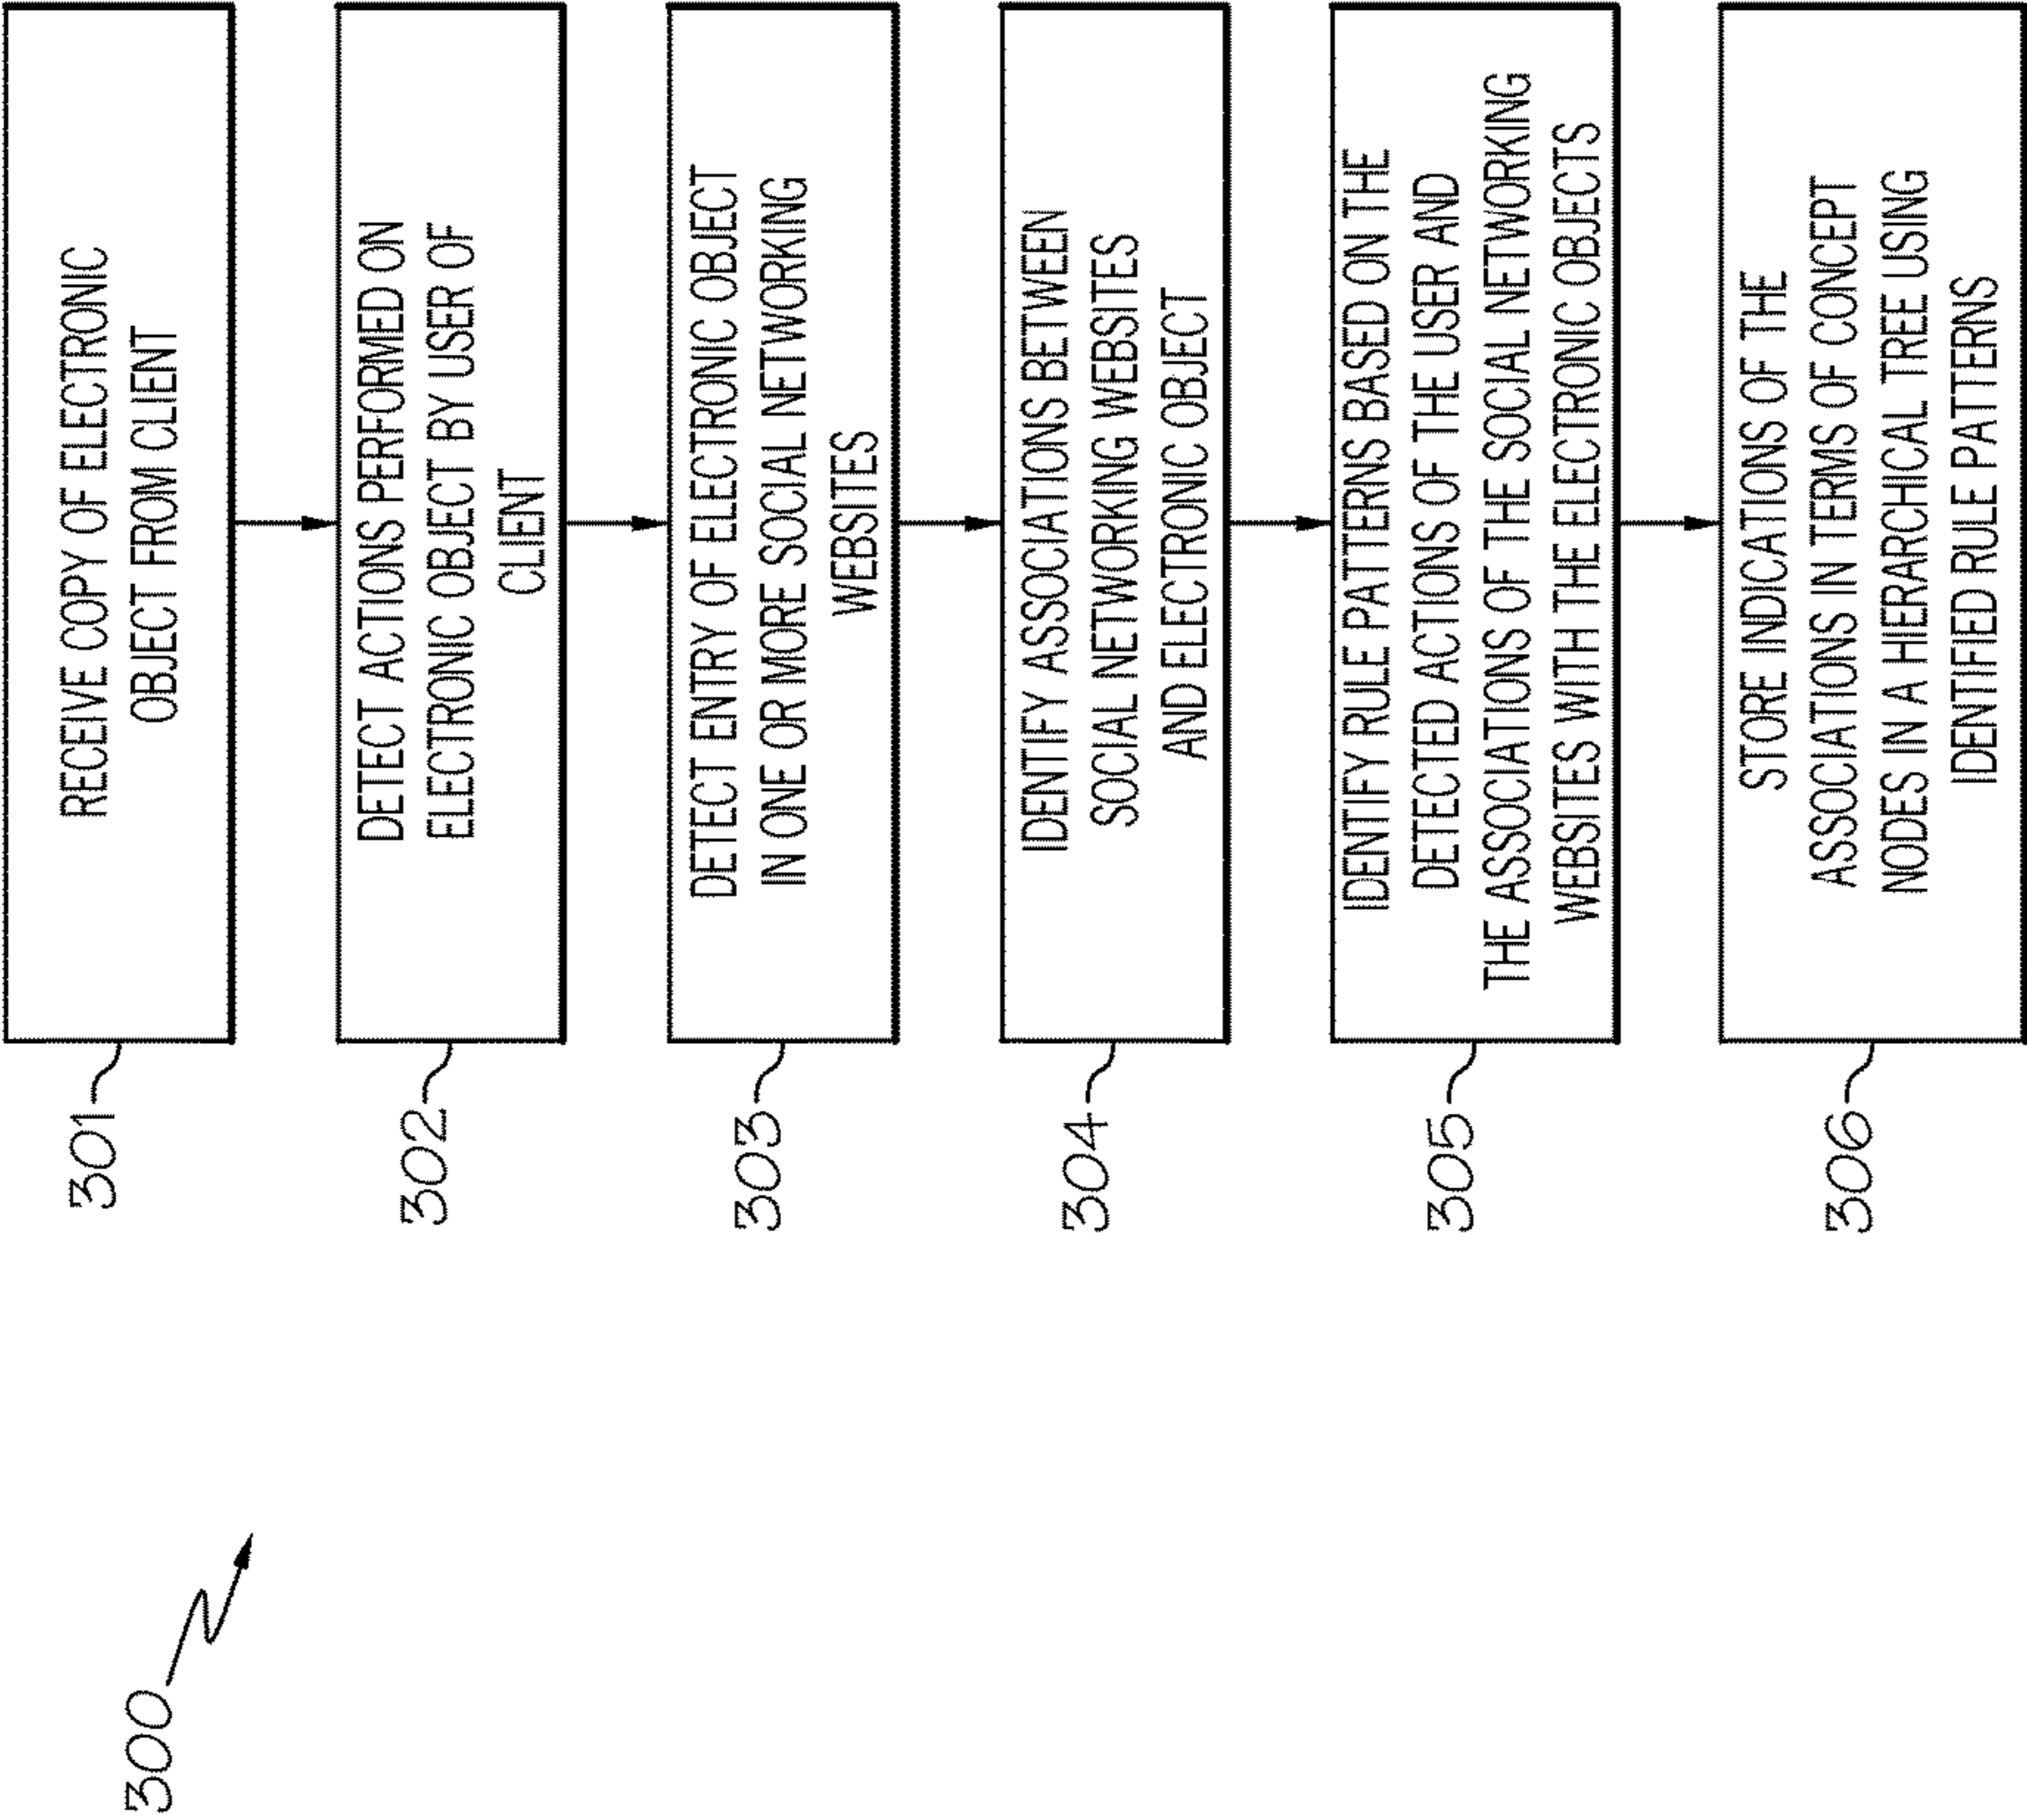 300
301
RECEIVE COPY OF ELECTRONIC
OBJECT FROM CLIENT
302
DETECT ACTIONS PERFORMED ON
ELECTRONIC OBJECT BY USER OF
CLIENT
303
DETECT ENTRY OF ELECTRONIC OBJECT
IN ONE OR MORE SOCIAL NETWORKING
WEBSITES
304
IDENTIFY ASSOCIATIONS BETWEEN
SOCIAL NETWORKING WEBSITES
AND ELECTRONIC OBJECT
305
IDENTIFY RULE PATTERNS BASED ON THE
DETECTED ACTIONS OF THE USER AND
THE ASSOCIATIONS OF THE SOCIAL NETWORKING
WEBSITES WITH THE ELECTRONIC OBJECTS
306
STORE INDICATIONS OF THE
ASSOCIATIONS IN TERMS OF CONCEPT
NODES IN A HIERARCHICAL TREE USING
IDENTIFIED RULE PATTERNS